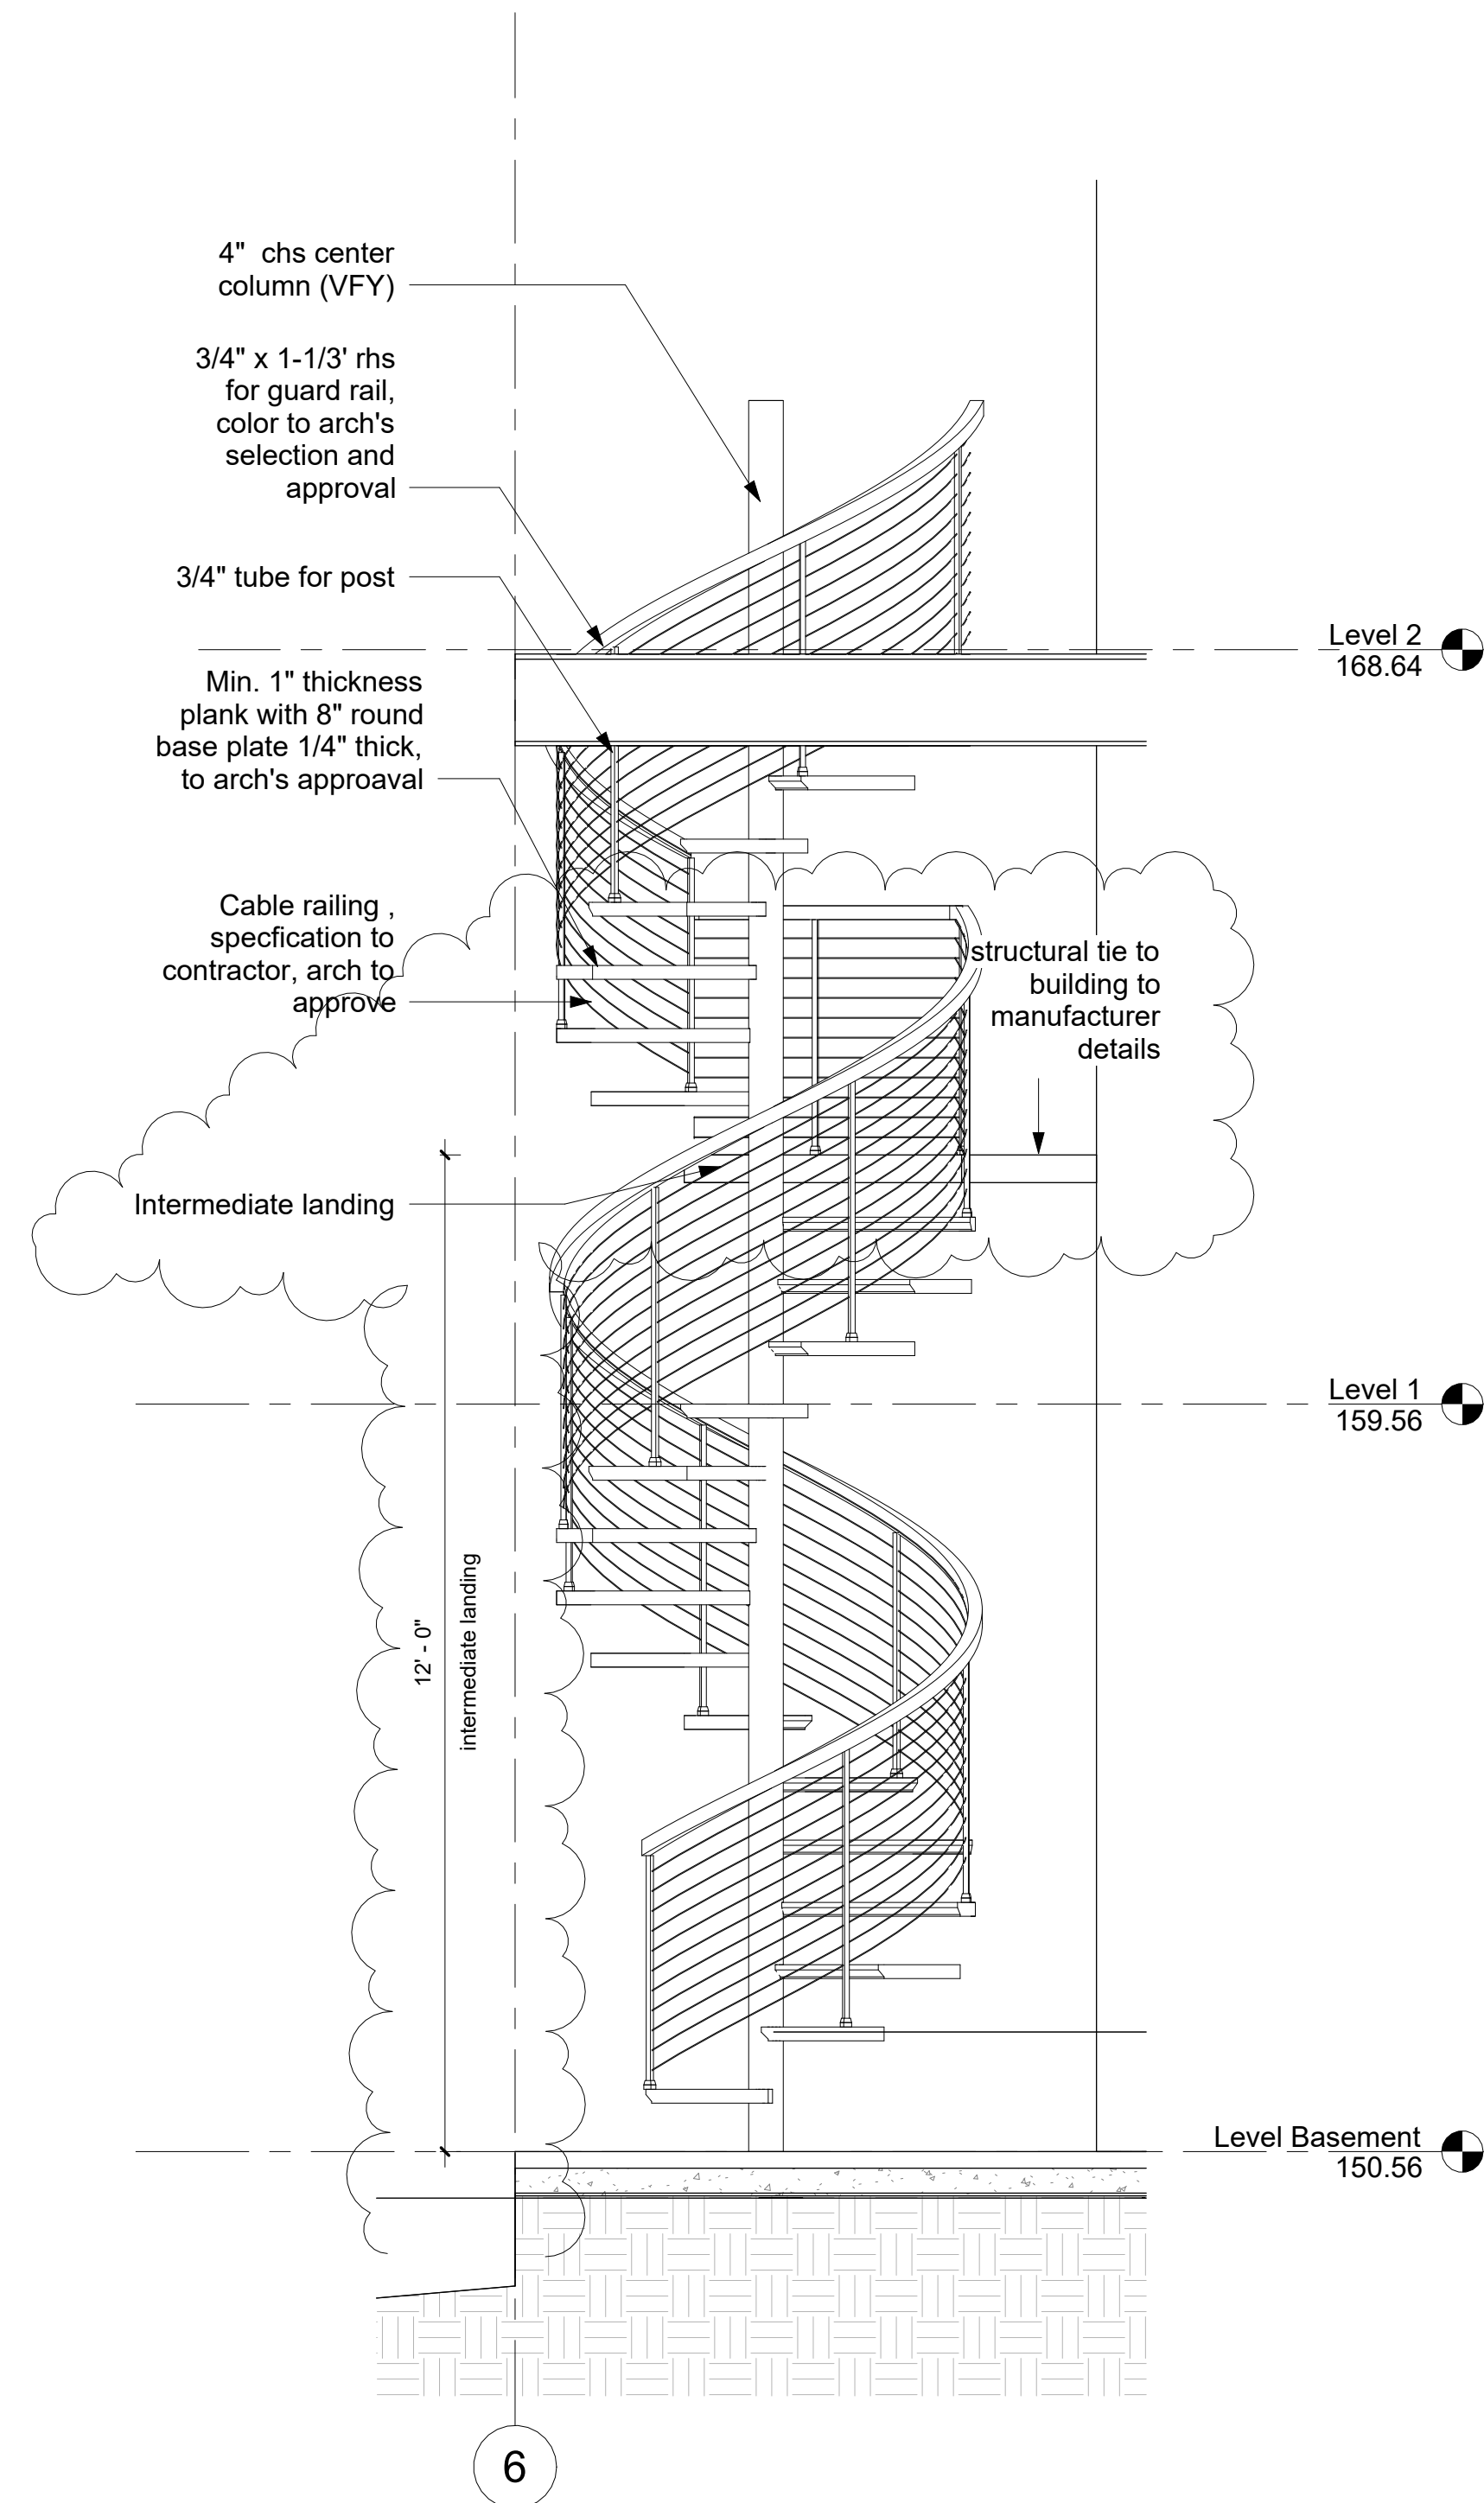 4" chs center
column (VFY)
3/4" x 1-1/3' rhs
for guard rail,
color to arch's
selection and
approval
3/4" tube for post
Level 2
168.64
Min. 1" thickness
plank with 8" round
base plate 1/4" thick,
to arch's approaval
Cable railing ,
specfication to
contractor, arch to
approve
structural tie to
building to
manufacturer
details
Intermediate landing
Level 1
159.56
12' - 0"
intermediate landing
Level Basement
150.56
6